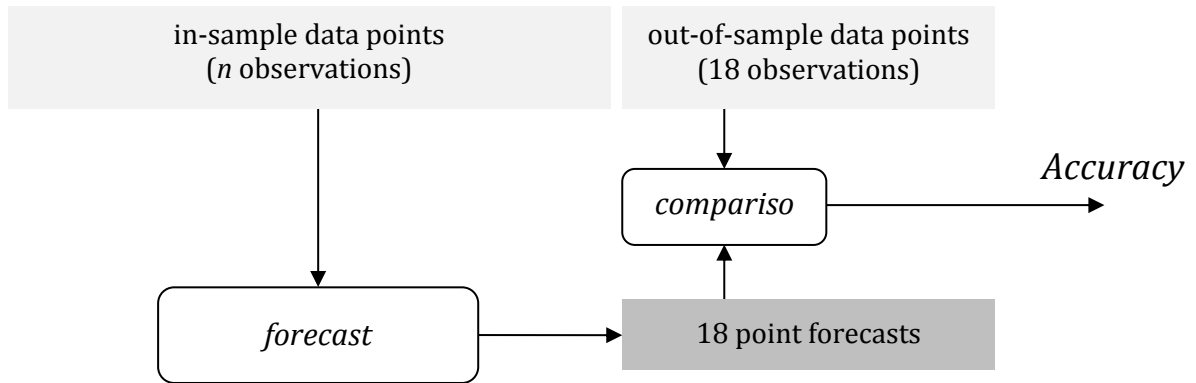 in-sample data points
(n observations)
out-of-sample data points
(18 observations)
Accuracy
compariso
forecast
18 point forecasts